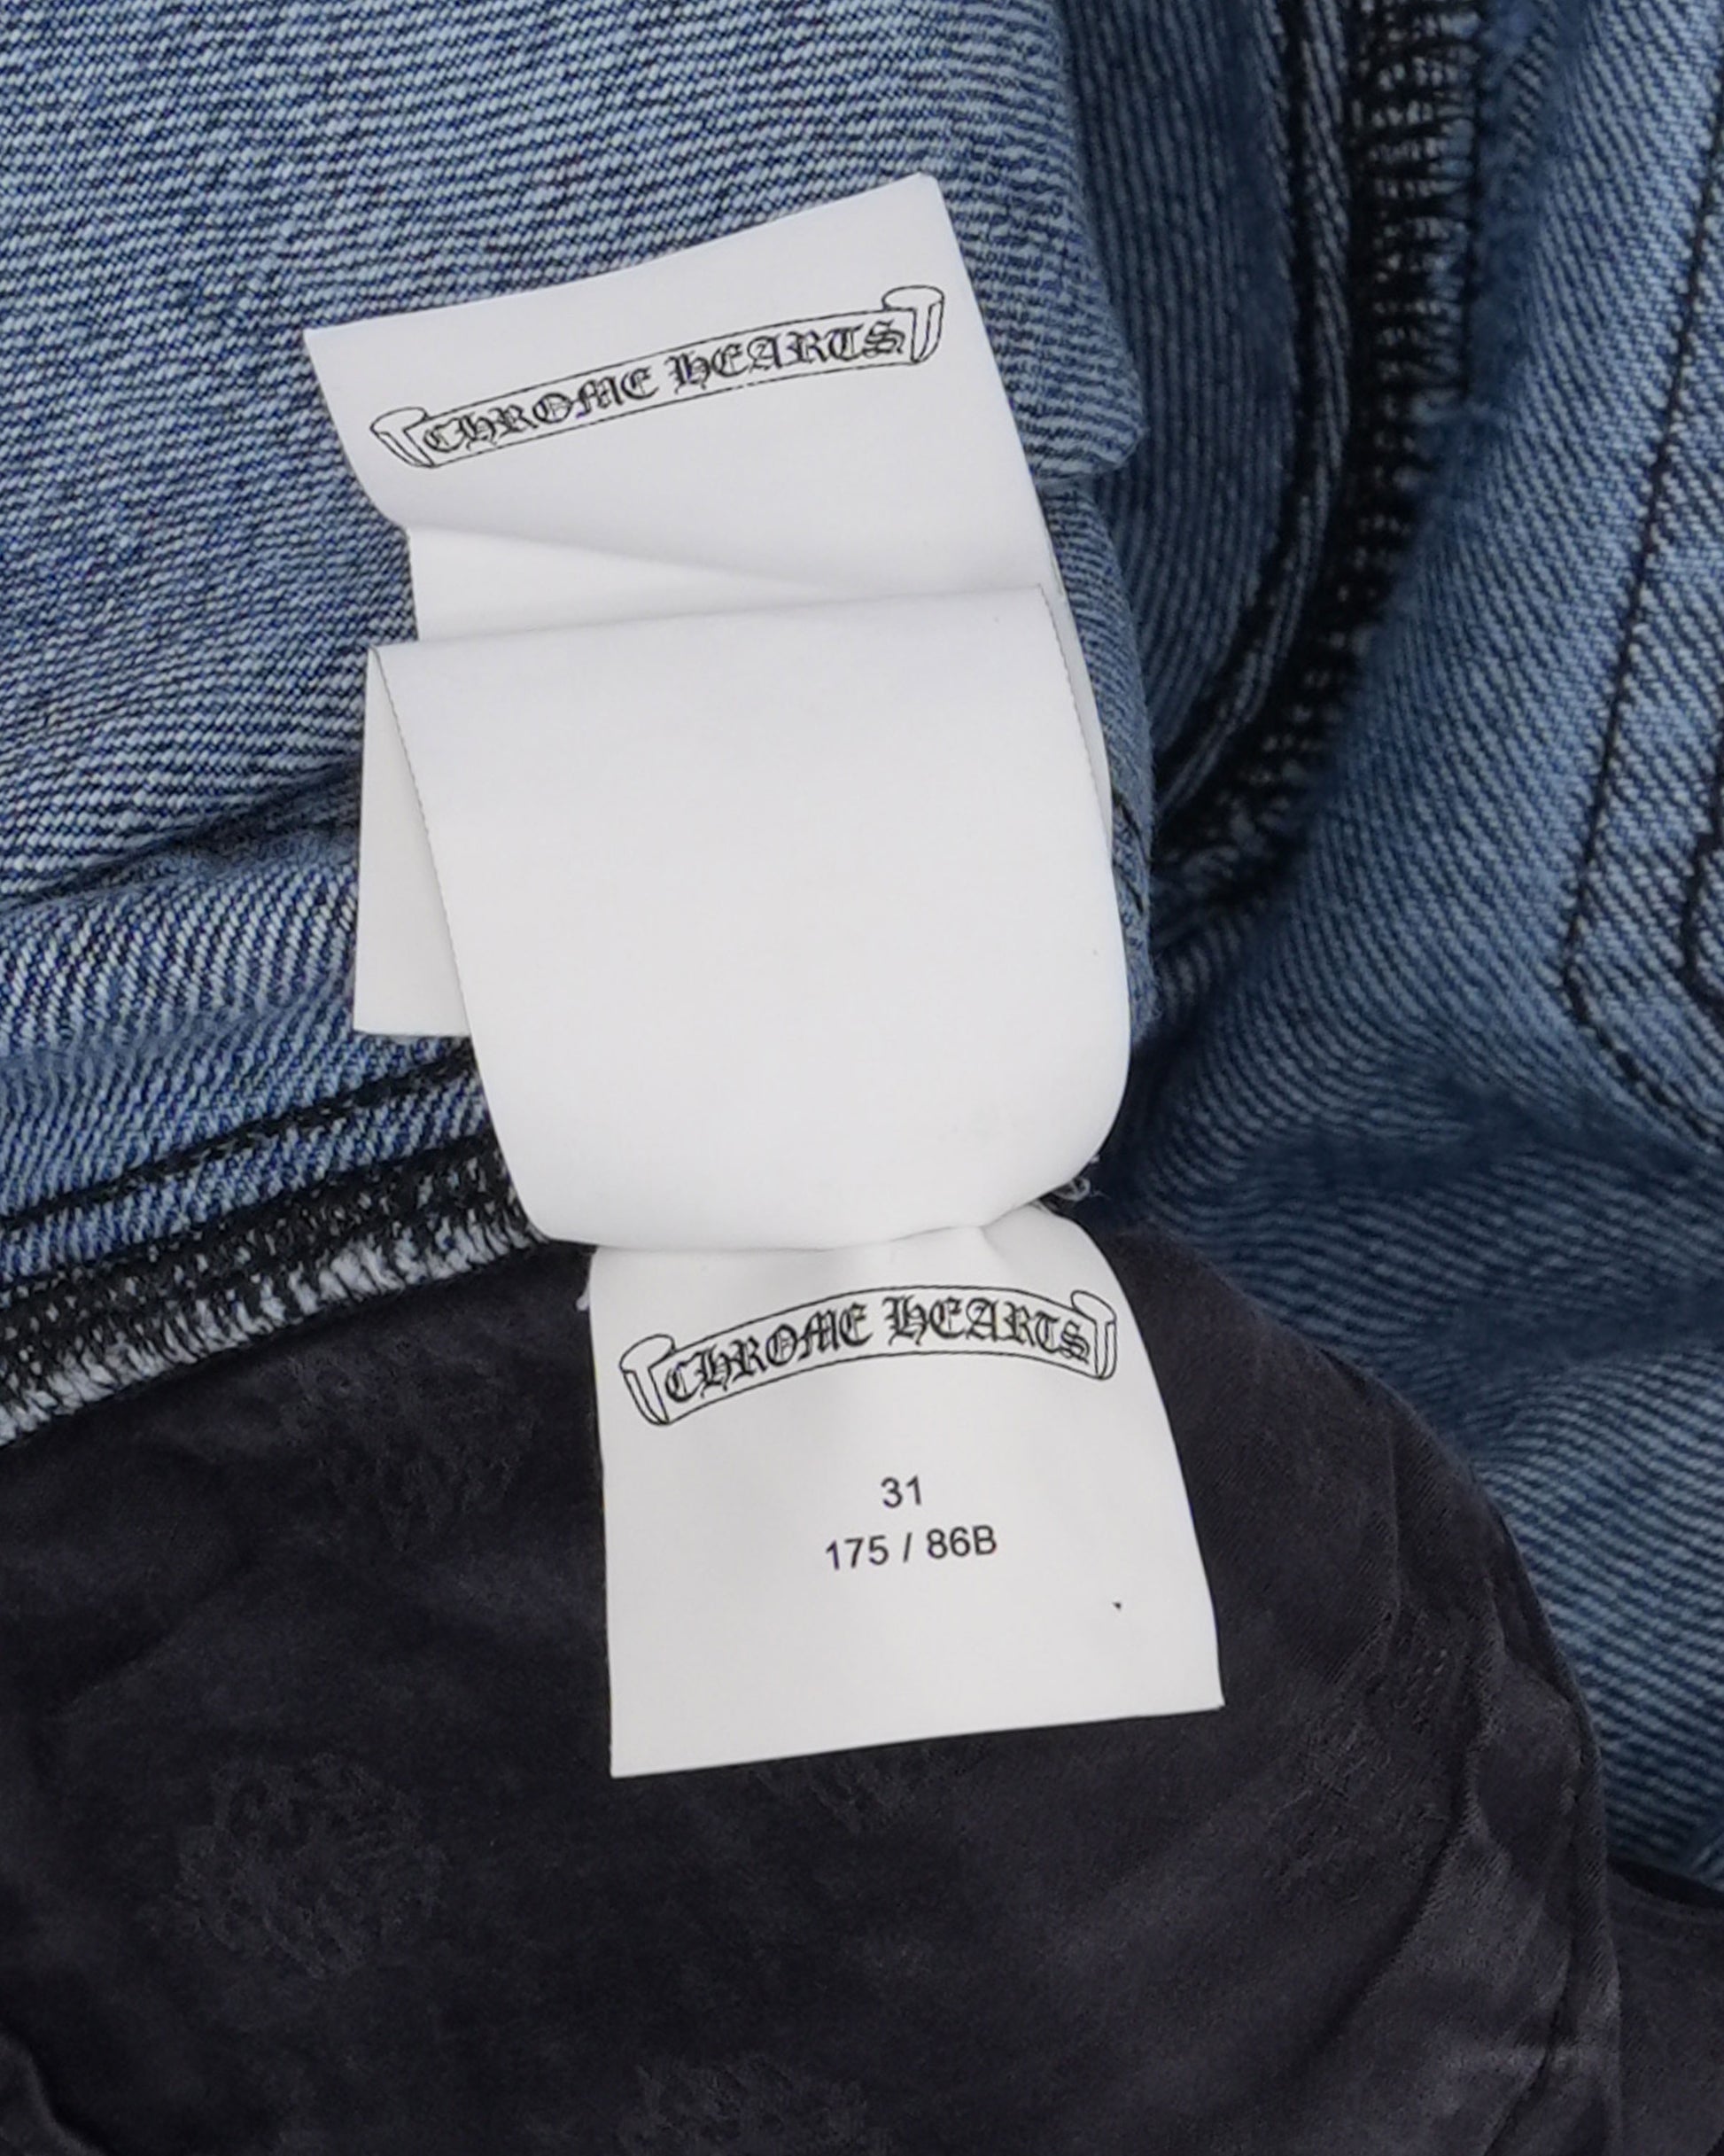 CHROME HEARTS
CHROME HEARTS
31
175 / 86B